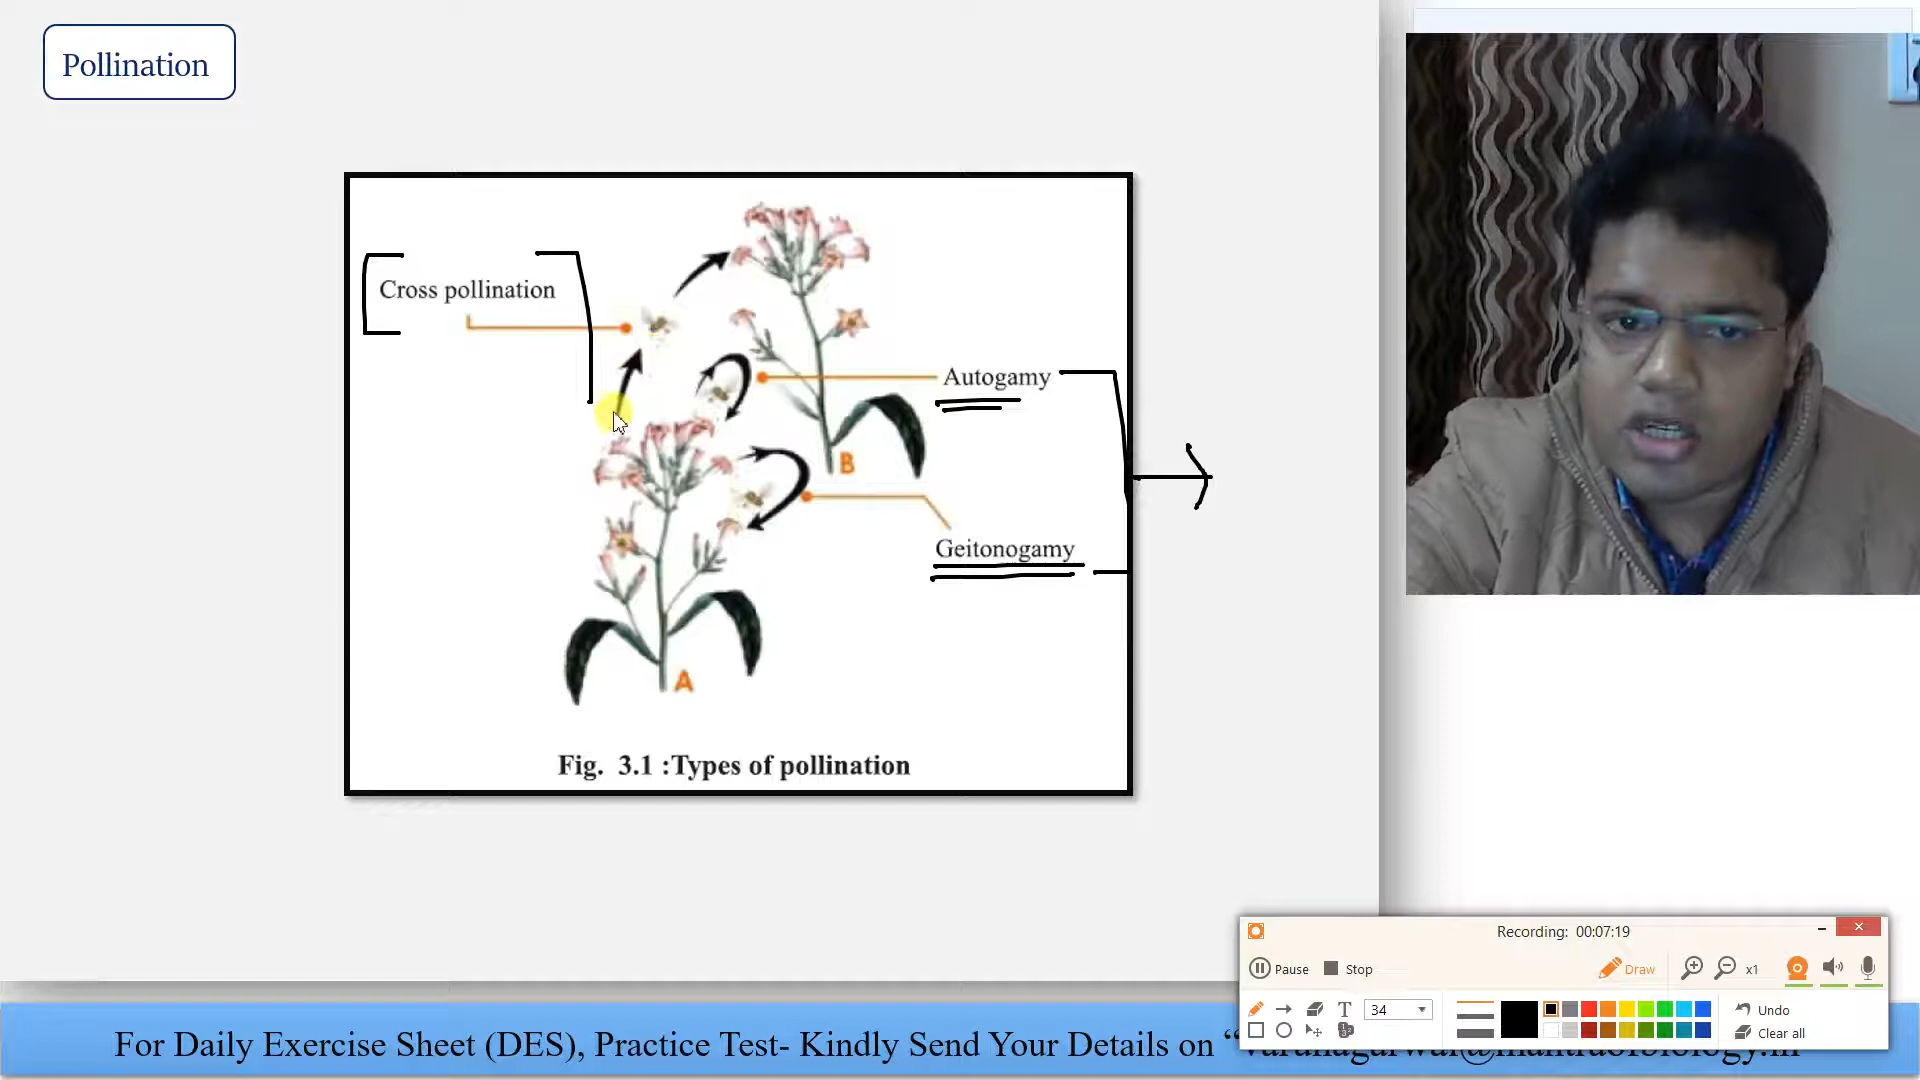 Pollination
Cross pollination
Autogamy
B
Geitonogamy
A
Fig. 3.1 :Types of pollination
Recording: 00:07:19
Pause
Stop
Draw
x1
T
34
Undo
Clear all
For Daily Exercise Sheet (DES), Practice Test- Kindly Send Your Details on “